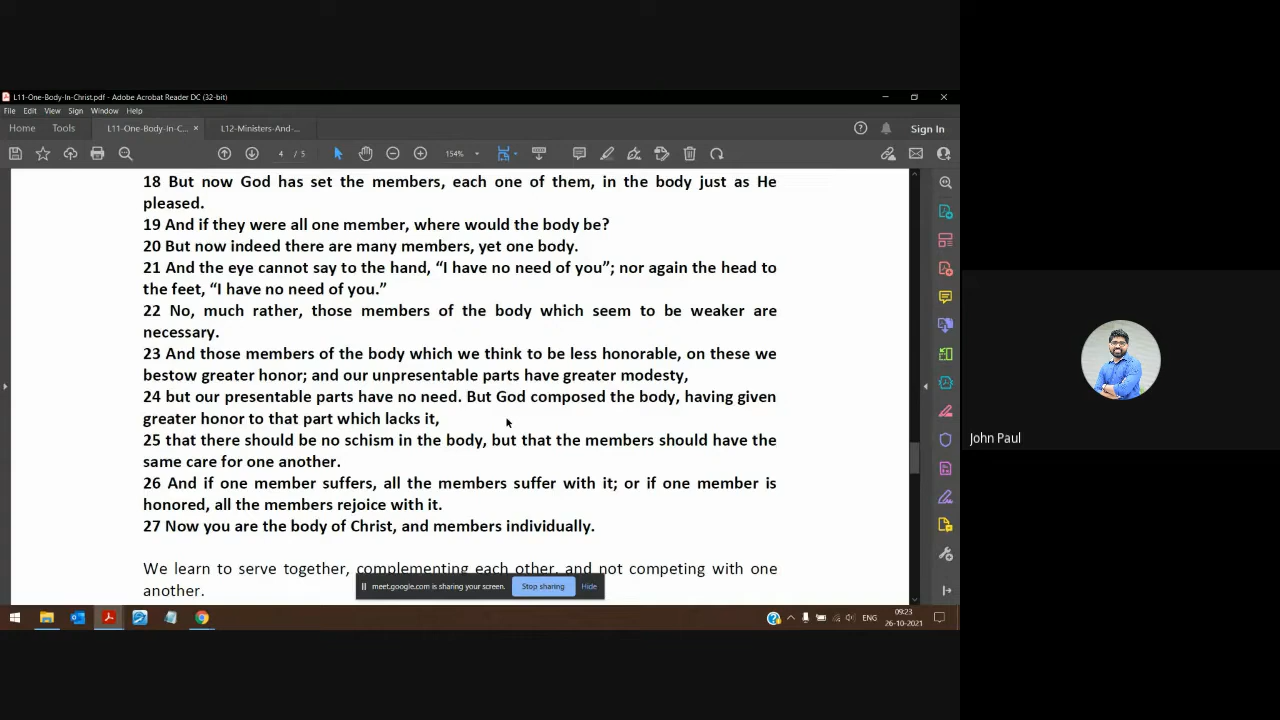 L11-One-Body-In-Christ.pdf - Adobe Acrobat Reader DC (32-bit)
File Edit View Sign Window Help
Home Tools L11-One-Body-In-C... × L12-Ministers-And-... Sign In
4 / 5 154%
18 But now God has set the members, each one of them, in the body just as He
pleased.
19 And if they were all one member, where would the body be?
20 But now indeed there are many members, yet one body.
21 And the eye cannot say to the hand, “I have no need of you”; nor again the head to
the feet, “I have no need of you.”
22 No, much rather, those members of the body which seem to be weaker are
necessary.
23 And those members of the body which we think to be less honorable, on these we
bestow greater honor; and our unpresentable parts have greater modesty,
24 but our presentable parts have no need. But God composed the body, having given
greater honor to that part which lacks it,
25 that there should be no schism in the body, but that the members should have the
same care for one another.
26 And if one member suffers, all the members suffer with it; or if one member is
honored, all the members rejoice with it.
27 Now you are the body of Christ, and members individually.
We learn to serve together, complementing each other, and not competing with one
another.
meet.google.com is sharing your screen. Stop sharing Hide
ENG
09:23
26-10-2021
John Paul